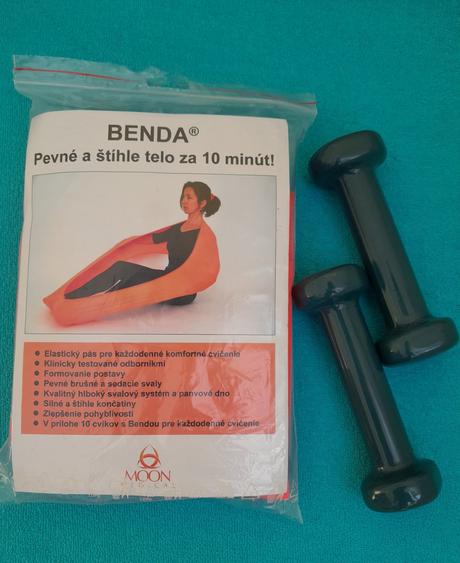 BENDA®
Pevné a štíhle telo za 10 minút!
Elastický pás pre každodenné komfortné cvičenie
Klinicky testované odborníkmi
Formovanie postavy
Pevné brušné a sedacie svaly
Kvalitný hlboký svalový systém a panvové dno
Silné a štíhle končatiny
Zlepšenie pohyblivosti
V prílohe 10 cvikov s Bendou pre každodenné cvičenie
MOON
MEDICAL